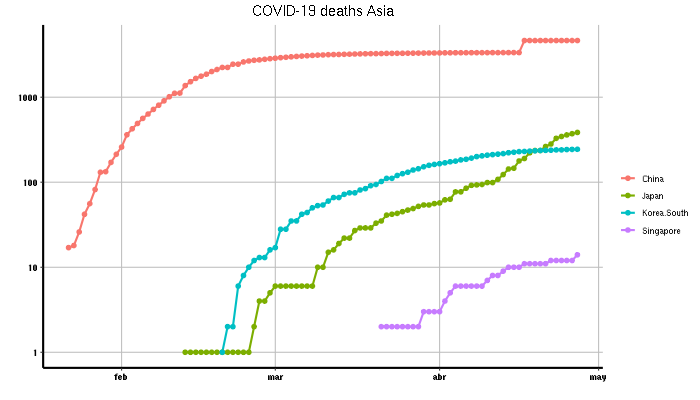 COVID-19 deaths Asia
1000
100
10
1
feb
mar
abr
may
China
Japan
Korea.South
Singapore